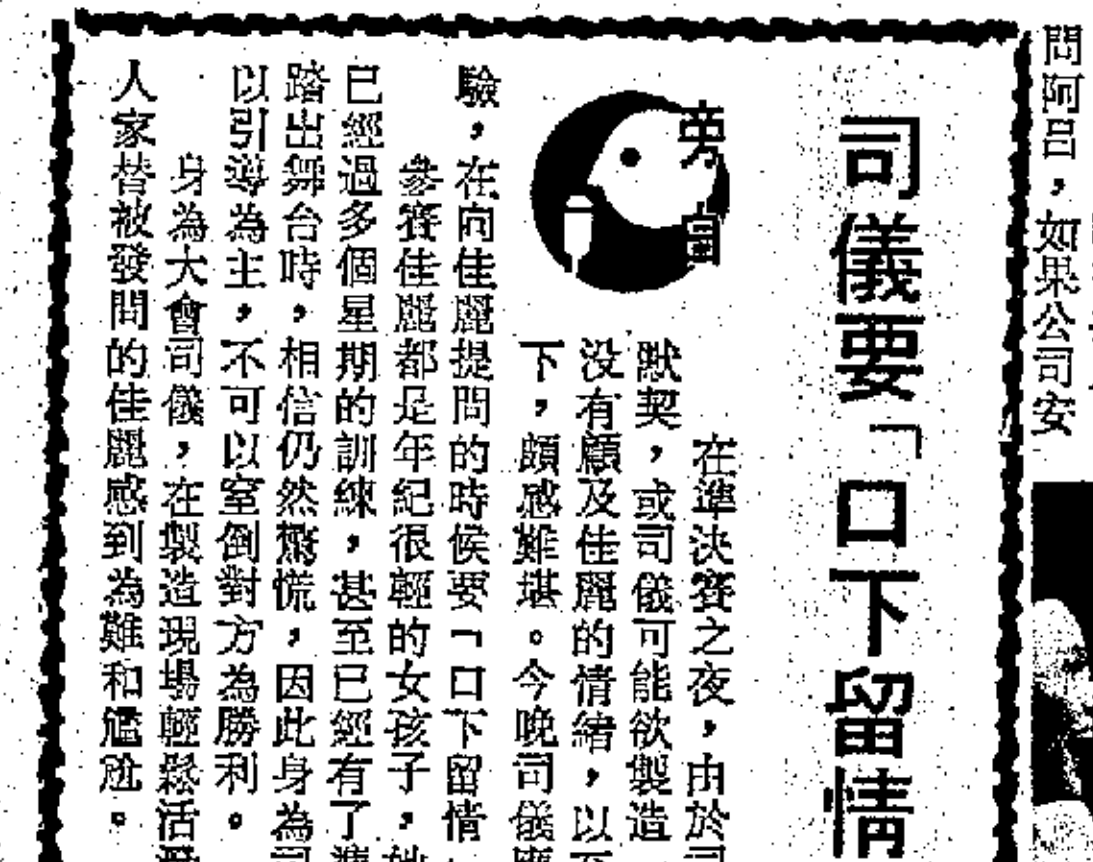 問阿呂，如果公司安
司儀要「口下留情
旁白
在準決賽之夜，由於司
默契，或司儀可能欲製造
没有顧及佳麗的情緒，以至
下，頗感難堪。今晚司儀應
驗，在向佳麗提問的時候要「口下留情
參賽佳麗都是年紀很輕的女孩子，她
已經過多個星期的訓練，甚至已經有了
踏出舞台時，相信仍然驚慌，因此身為司
以引導為主，不可以窒倒對方為勝利。
身為大會司儀，在製造現場輕鬆活
人家替被發問的佳麗感到為難和尷尬。